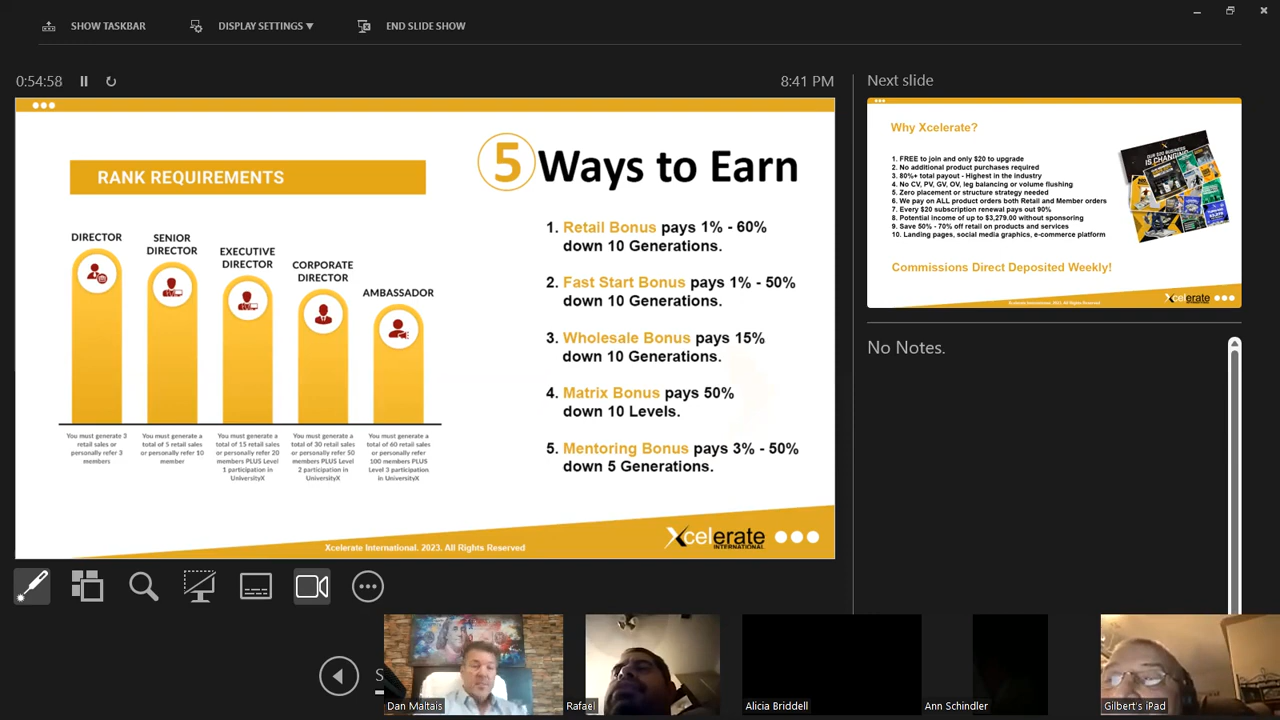 SHOW TASKBAR
DISPLAY SETTINGS
END SLIDE SHOW
0:54:58
8:41 PM
RANK REQUIREMENTS
DIRECTOR
SENIOR
DIRECTOR
EXECUTIVE
DIRECTOR
CORPORATE
DIRECTOR
AMBASSADOR
You must generate 3
retail sales or
personally refer 3
members
You must generate a
total of 5 retail sales
or personally refer 10
member
You must generate a
total of 15 retail sales
or personally refer 20
members PLUS Level
1 participation in
UniversityX
You must generate a
total of 30 retail sales
or personally refer 50
members PLUS Level
2 participation in
UniversityX
You must generate a
total of 60 retail sales
or personally refer
100 members PLUS
Level 3 participation
in UniversityX
5 Ways to Earn
1. Retail Bonus pays 1% - 60%
down 10 Generations.
2. Fast Start Bonus pays 1% - 50%
down 10 Generations.
3. Wholesale Bonus pays 15%
down 10 Generations.
4. Matrix Bonus pays 50%
down 10 Levels.
5. Mentoring Bonus pays 3% - 50%
down 5 Generations.
Xcelerate International. 2023. All Rights Reserved
Xcelerate
INTERNATIONAL
Next slide
Why Xcelerate?
1. FREE to join and only $20 to upgrade
2. No additional product purchases required
3. 80%+ total payout - Highest in the industry
4. No CV, PV, GV, OV, leg balancing or volume flushing
5. Zero placement or structure strategy needed
6. We pay on ALL product orders both Retail and Member orders
7. Every $20 subscription renewal pays out 90%
8. Potential income of up to $3,279.00 without sponsoring
9. Save 50% - 70% off retail on products and services
10. Landing pages, social media graphics, e-commerce platform
Commissions Direct Deposited Weekly!
Xcelerate International. 2023. All Rights Reserved
Xcelerate
No Notes.
S
Dan Maltais
Rafael
Alicia Briddell
Ann Schindler
Gilbert's iPad